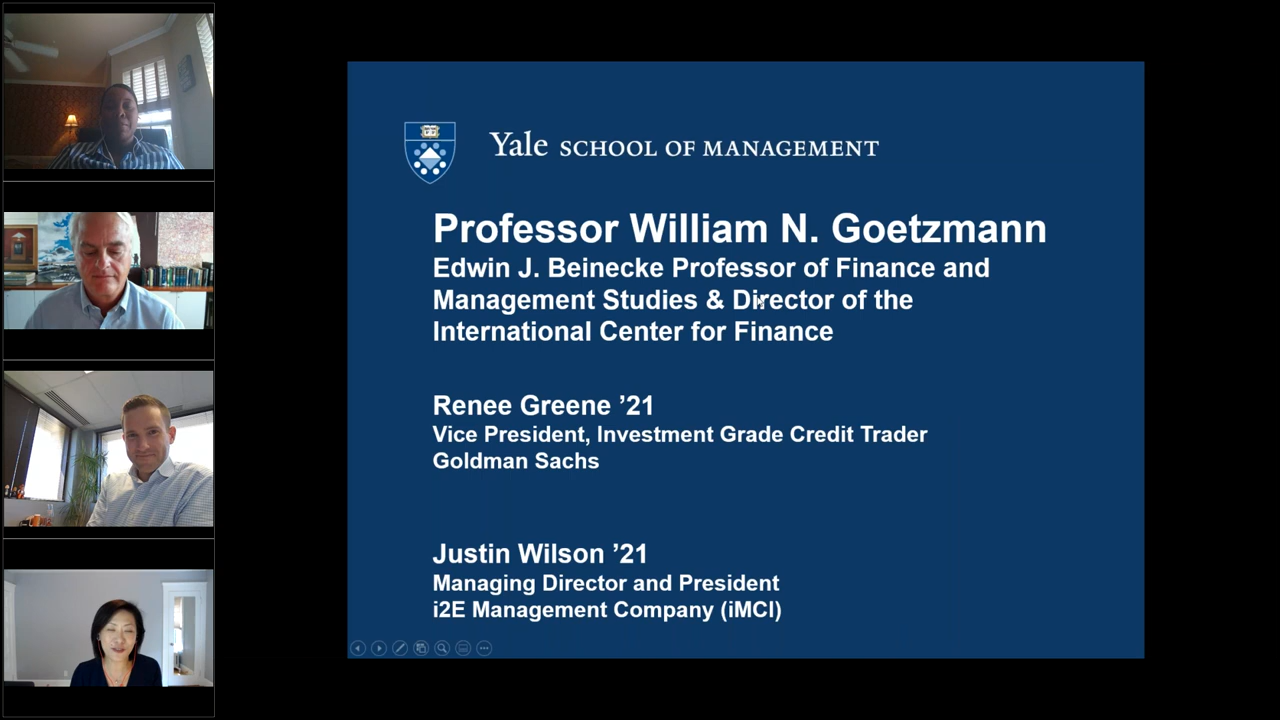 Yale SCHOOL OF MANAGEMENT
Professor William N. Goetzmann
Edwin J. Beinecke Professor of Finance and
Management Studies & Director of the
International Center for Finance
Renee Greene ’21
Vice President, Investment Grade Credit Trader
Goldman Sachs
Justin Wilson ’21
Managing Director and President
i2E Management Company (iMCI)